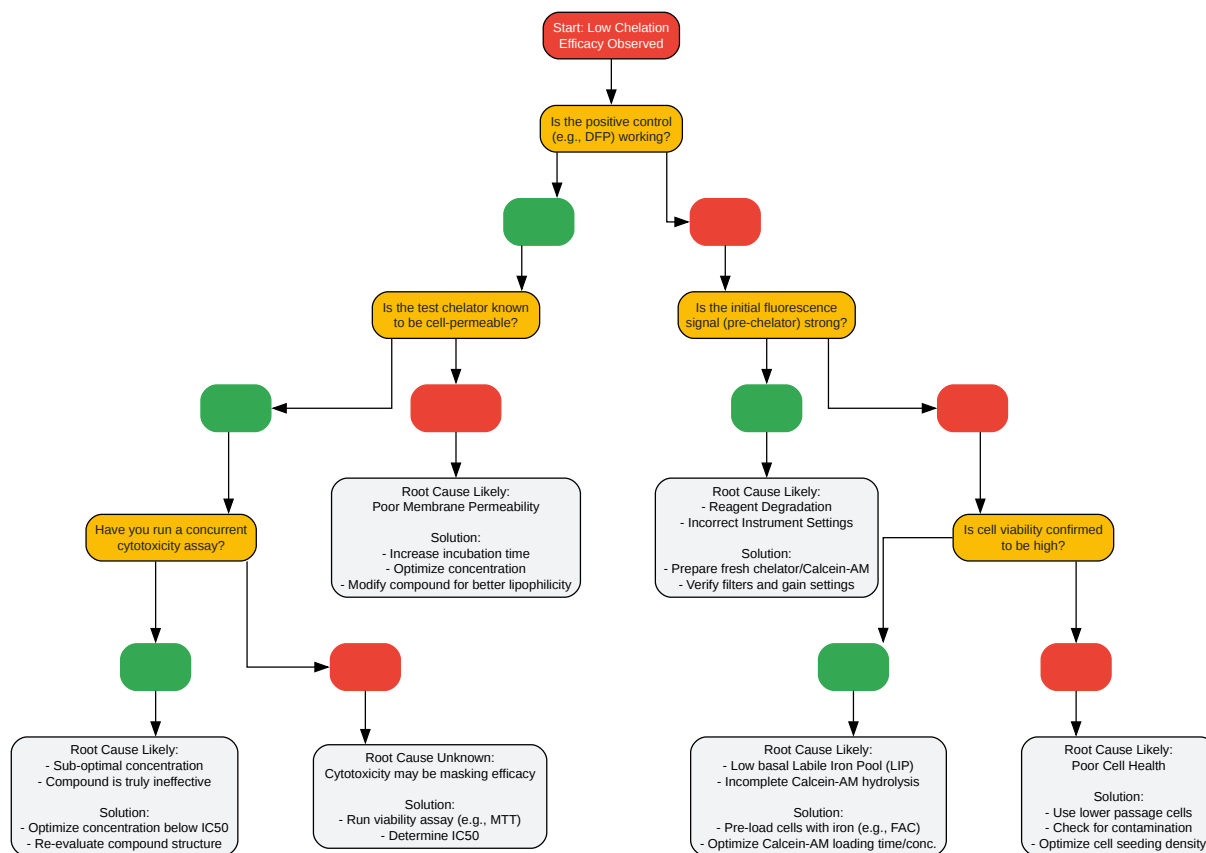 Start: Low Chelation
Efficacy Observed
Is the positive control
(e.g., DFP) working?
Is the test chelator known
to be cell-permeable?
Is the initial fluorescence
signal (pre-chelator) strong?
Root Cause Likely:
Poor Membrane Permeability
Solution:
- Increase incubation time
- Optimize concentration
- Modify compound for better lipophilicity
Root Cause Likely:
- Reagent Degradation
- Incorrect Instrument Settings
Solution:
- Prepare fresh chelator/Calcein-AM
- Verify filters and gain settings
Have you run a concurrent
cytotoxicity assay?
Is cell viability confirmed
to be high?
Root Cause Likely:
- Sub-optimal concentration
- Compound is truly ineffective
Solution:
- Optimize concentration below IC50
- Re-evaluate compound structure
Root Cause Unknown:
Cytotoxicity may be masking efficacy
Solution:
- Run viability assay (e.g., MTT)
- Determine IC50
Root Cause Likely:
- Low basal Labile Iron Pool (LIP)
- Incomplete Calcein-AM hydrolysis
Solution:
- Pre-load cells with iron (e.g., FAC)
- Optimize Calcein-AM loading time/conc.
Root Cause Likely:
Poor Cell Health
Solution:
- Use lower passage cells
- Check for contamination
- Optimize cell seeding density